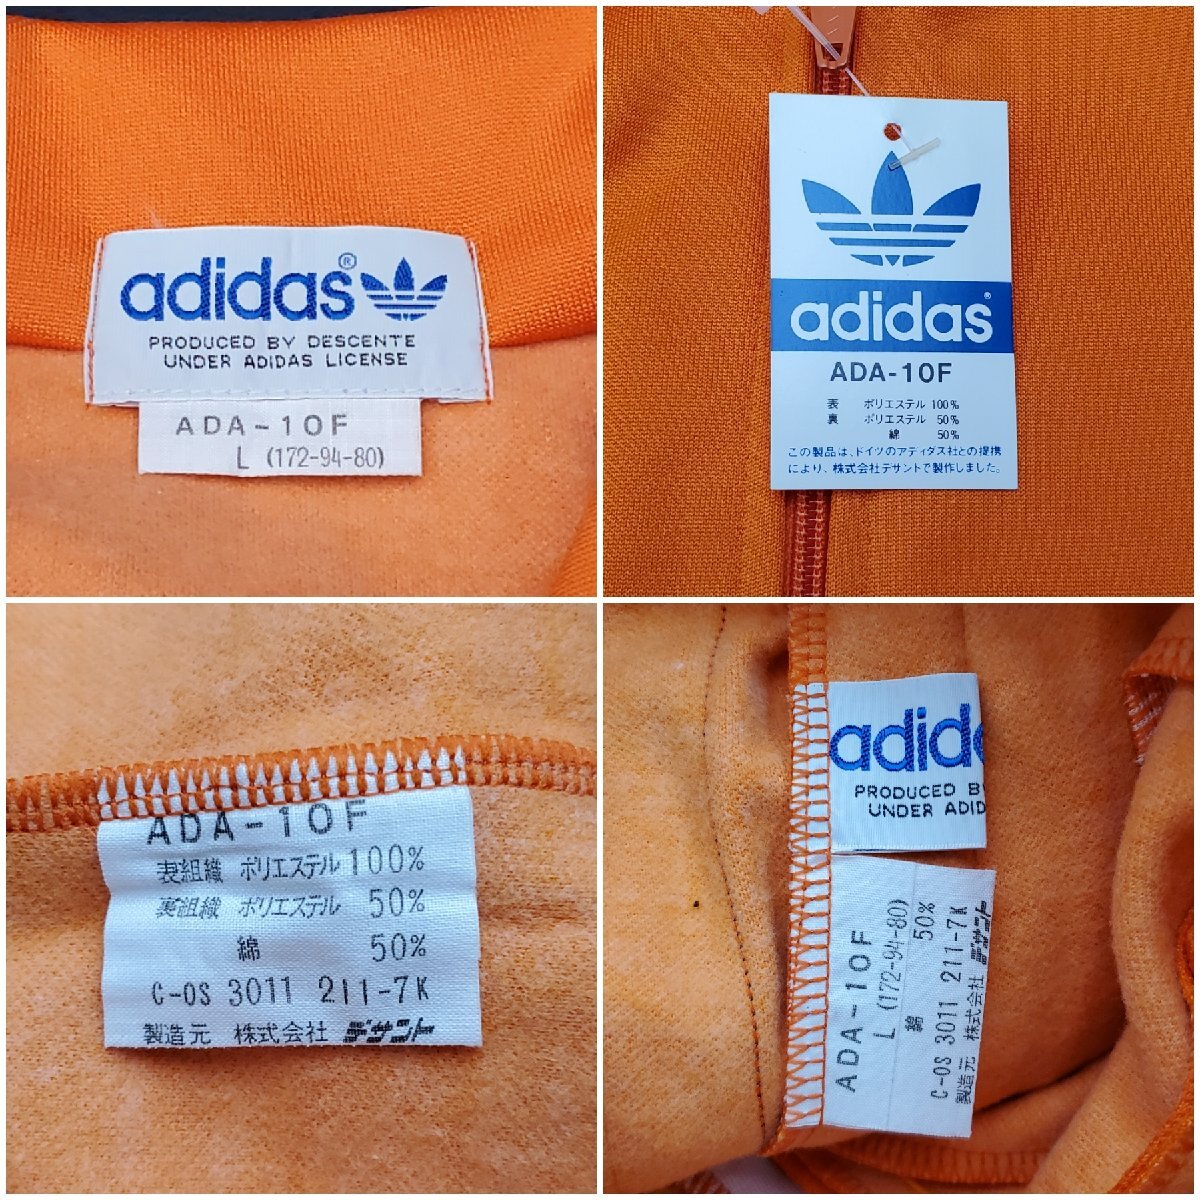 adidas®
PRODUCED BY DESCENTE
UNDER ADIDAS LICENSE
ADA-10F
L (172-94-80)
adidas®
ADA-10F
表 ポリエステル 100%
裏 ポリエステル 50%
綿 50%
この製品は、ドイツのアディダス社との提携
により、株式会社デサントで製作しました。
ADA-10F
表組織 ポリエステル 100%
裏組織 ポリエステル 50%
綿 50%
C-OS 3011 211-7K
製造元 株式会社 デサント
adid
PRODUCED B
UNDER ADID
ADA-10F
L (172-94-80)
綿 50%
C-OS 3011 211-7K
製造元 株式会社 デサント